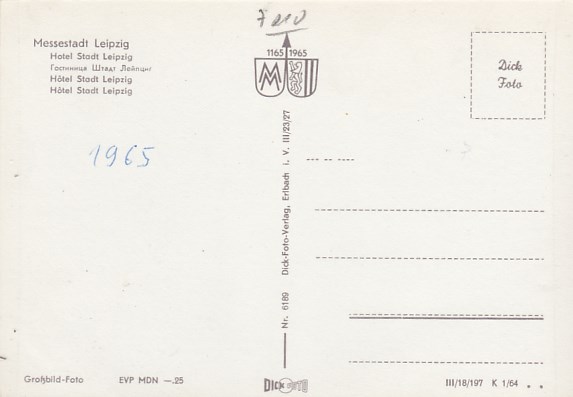 Messestadt Leipzig
Hotel Stadt Leipzig
Гостиница Штадт Лейпциг
Hôtel Stadt Leipzig
Hôtel Stadt Leipzig
1965
1165 1965
M
Dick
Foto
Nr. 6189 Dick-Foto-Verlag, Erlbach i. V. III/23/27
Großbild-Foto EVP MDN —.25
DICK FOTO
III/18/197 K 1/64